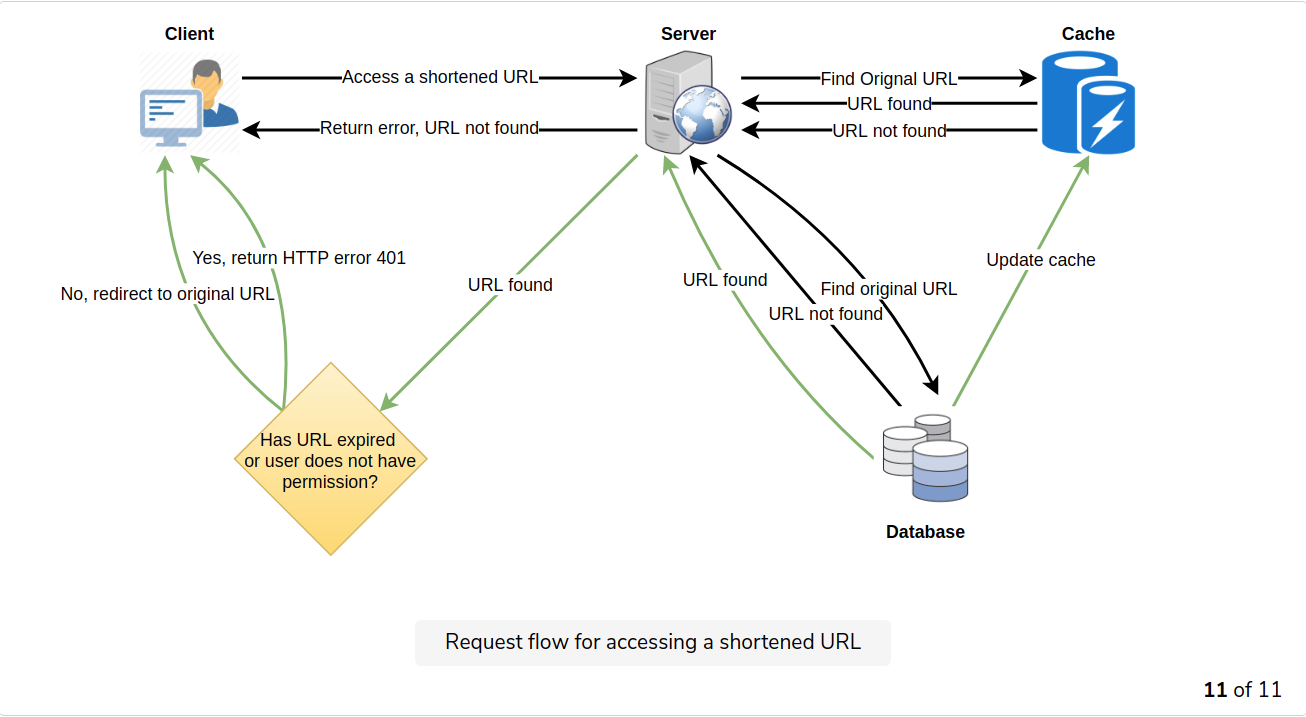 Client
Server
Cache
Access a shortened URL
Find Orignal URL
URL found
Return error, URL not found
URL not found
Yes, return HTTP error 401
No, redirect to original URL
URL found
URL found
Find original URL
URL not found
Update cache
Has URL expired
or user does not have
permission?
Database
Request flow for accessing a shortened URL
11 of 11